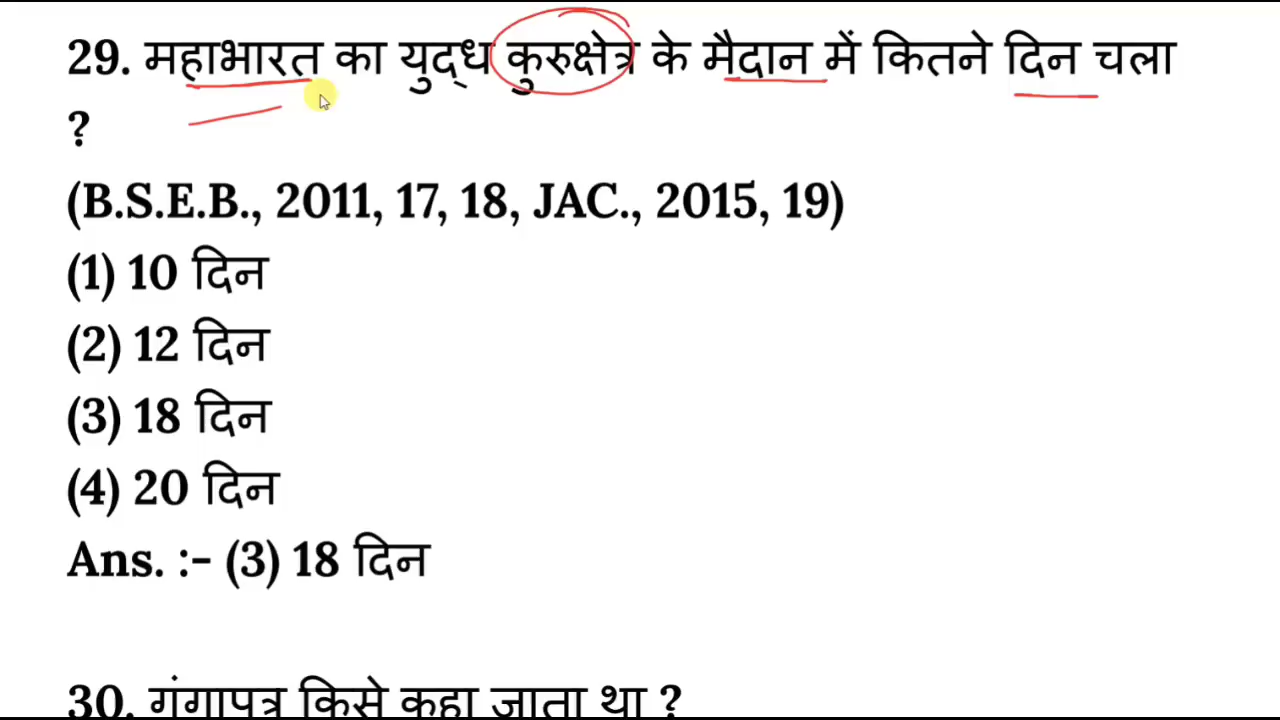 29. महाभारत का युद्ध कुरुक्षेत्र के मैदान में कितने दिन चला
?
(B.S.E.B., 2011, 17, 18, JAC., 2015, 19)
(1) 10 दिन
(2) 12 दिन
(3) 18 दिन
(4) 20 दिन
Ans. :- (3) 18 दिन
30. गंगापत्र किसे कहा जाता था ?